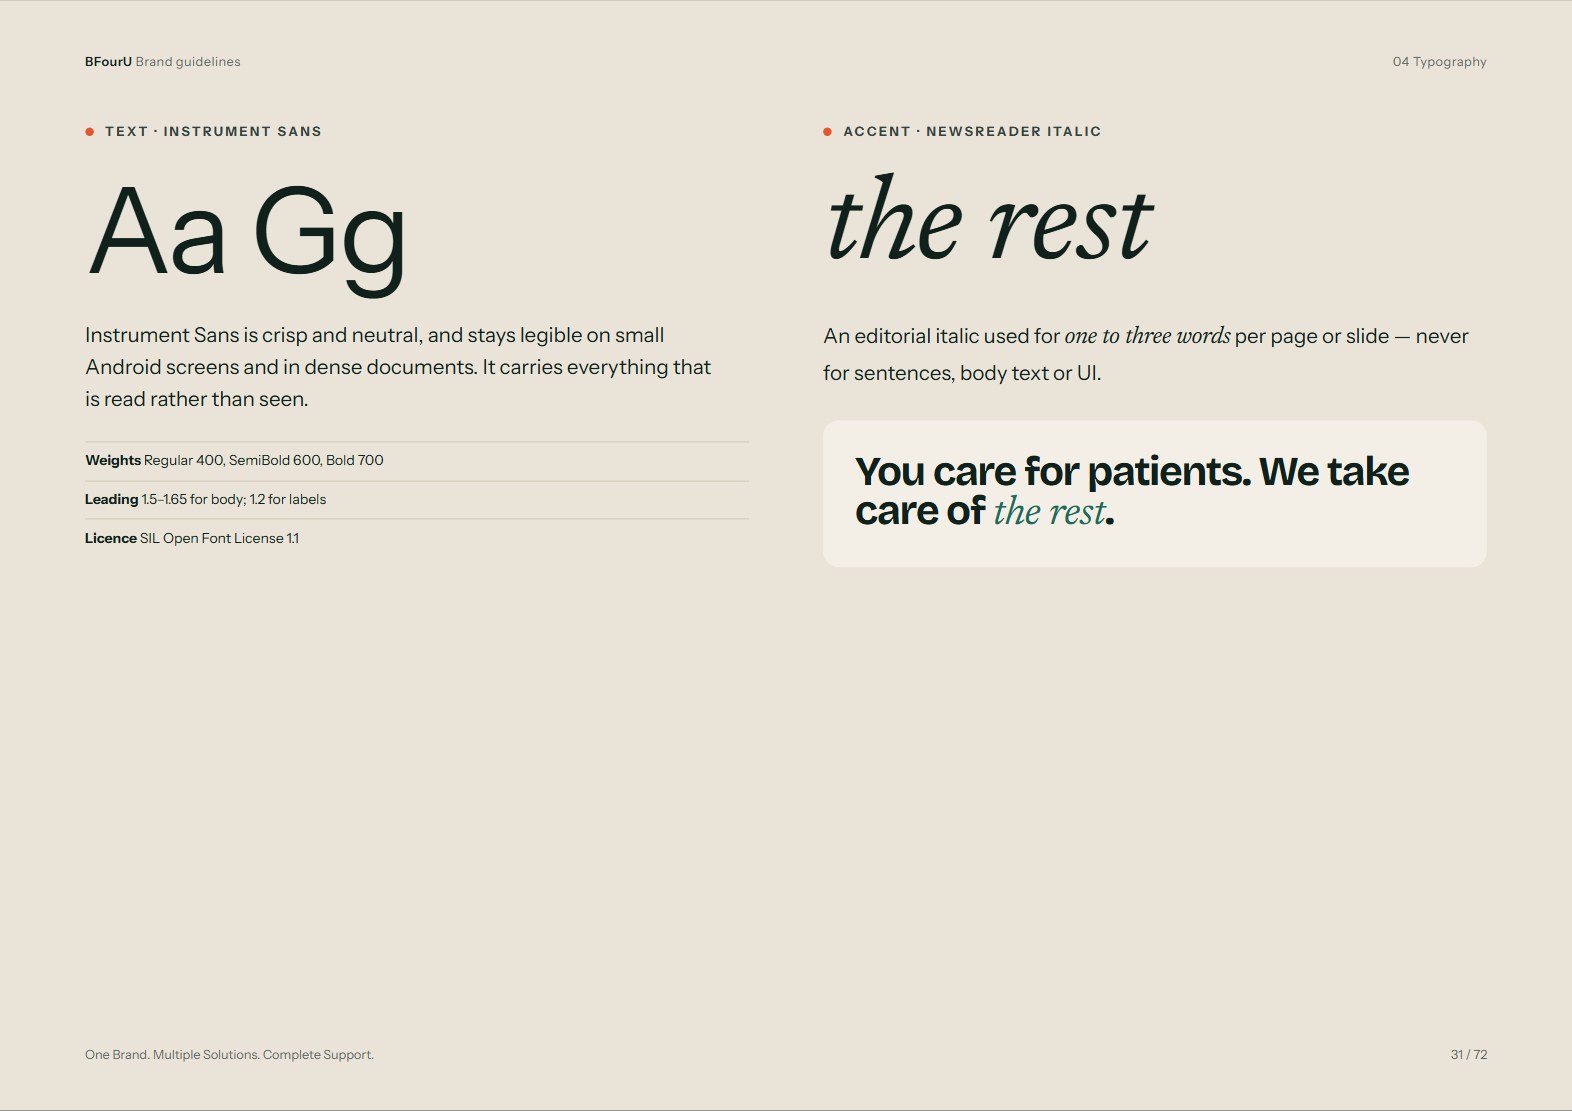 BFourU Brand guidelines
04 Typography
TEXT · INSTRUMENT SANS
Aa Gg
Instrument Sans is crisp and neutral, and stays legible on small
Android screens and in dense documents. It carries everything that
is read rather than seen.
Weights Regular 400, SemiBold 600, Bold 700
Leading 1.5–1.65 for body; 1.2 for labels
Licence SIL Open Font License 1.1
ACCENT · NEWSREADER ITALIC
the rest
An editorial italic used for one to three words per page or slide — never
for sentences, body text or UI.
You care for patients. We take
care of the rest.
One Brand. Multiple Solutions. Complete Support.
31 / 72